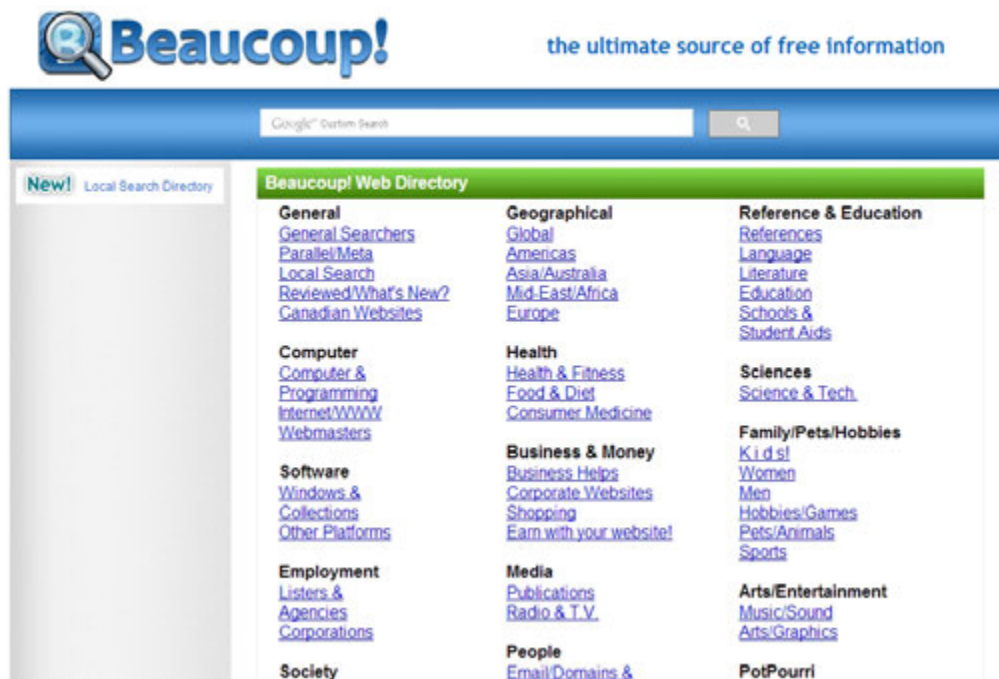 Beaucoup!
the ultimate source of free information
Google™ Custom Search
New! Local Search Directory
Beaucoup! Web Directory
General
General Searchers
Parallel/Meta
Local Search
Reviewed/What's New?
Canadian Websites
Computer
Computer &
Programming
Internet/WWW
Webmasters
Software
Windows &
Collections
Other Platforms
Employment
Listers &
Agencies
Corporations
Society
Geographical
Global
Americas
Asia/Australia
Mid-East/Africa
Europe
Health
Health & Fitness
Food & Diet
Consumer Medicine
Business & Money
Business Helps
Corporate Websites
Shopping
Earn with your website!
Media
Publications
Radio & T.V.
People
Email/Domains &
Reference & Education
References
Language
Literature
Education
Schools &
Student Aids
Sciences
Science & Tech.
Family/Pets/Hobbies
K i d s!
Women
Men
Hobbies/Games
Pets/Animals
Sports
Arts/Entertainment
Music/Sound
Arts/Graphics
PotPourri